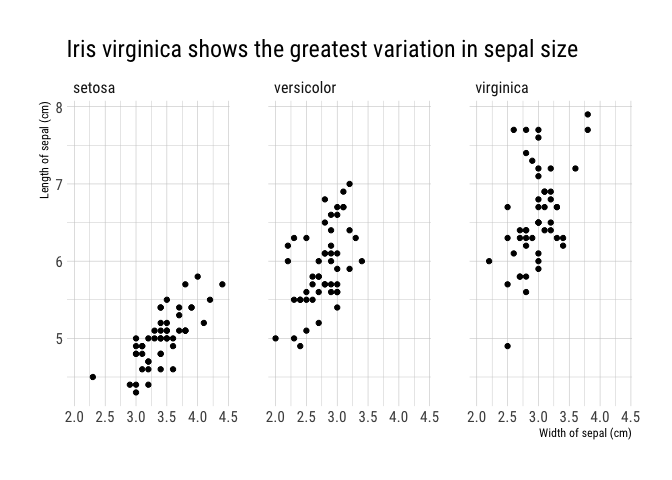 Iris virginica shows the greatest variation in sepal size
setosa
versicolor
virginica
Length of sepal (cm)
8
7
6
5
2.0 2.5 3.0 3.5 4.0 4.5
2.0 2.5 3.0 3.5 4.0 4.5
2.0 2.5 3.0 3.5 4.0 4.5
Width of sepal (cm)